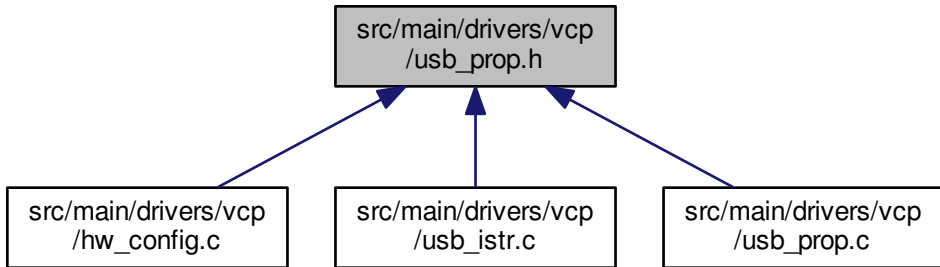 src/main/drivers/vcp
/usb_prop.h
src/main/drivers/vcp
/hw_config.c
src/main/drivers/vcp
/usb_istr.c
src/main/drivers/vcp
/usb_prop.c